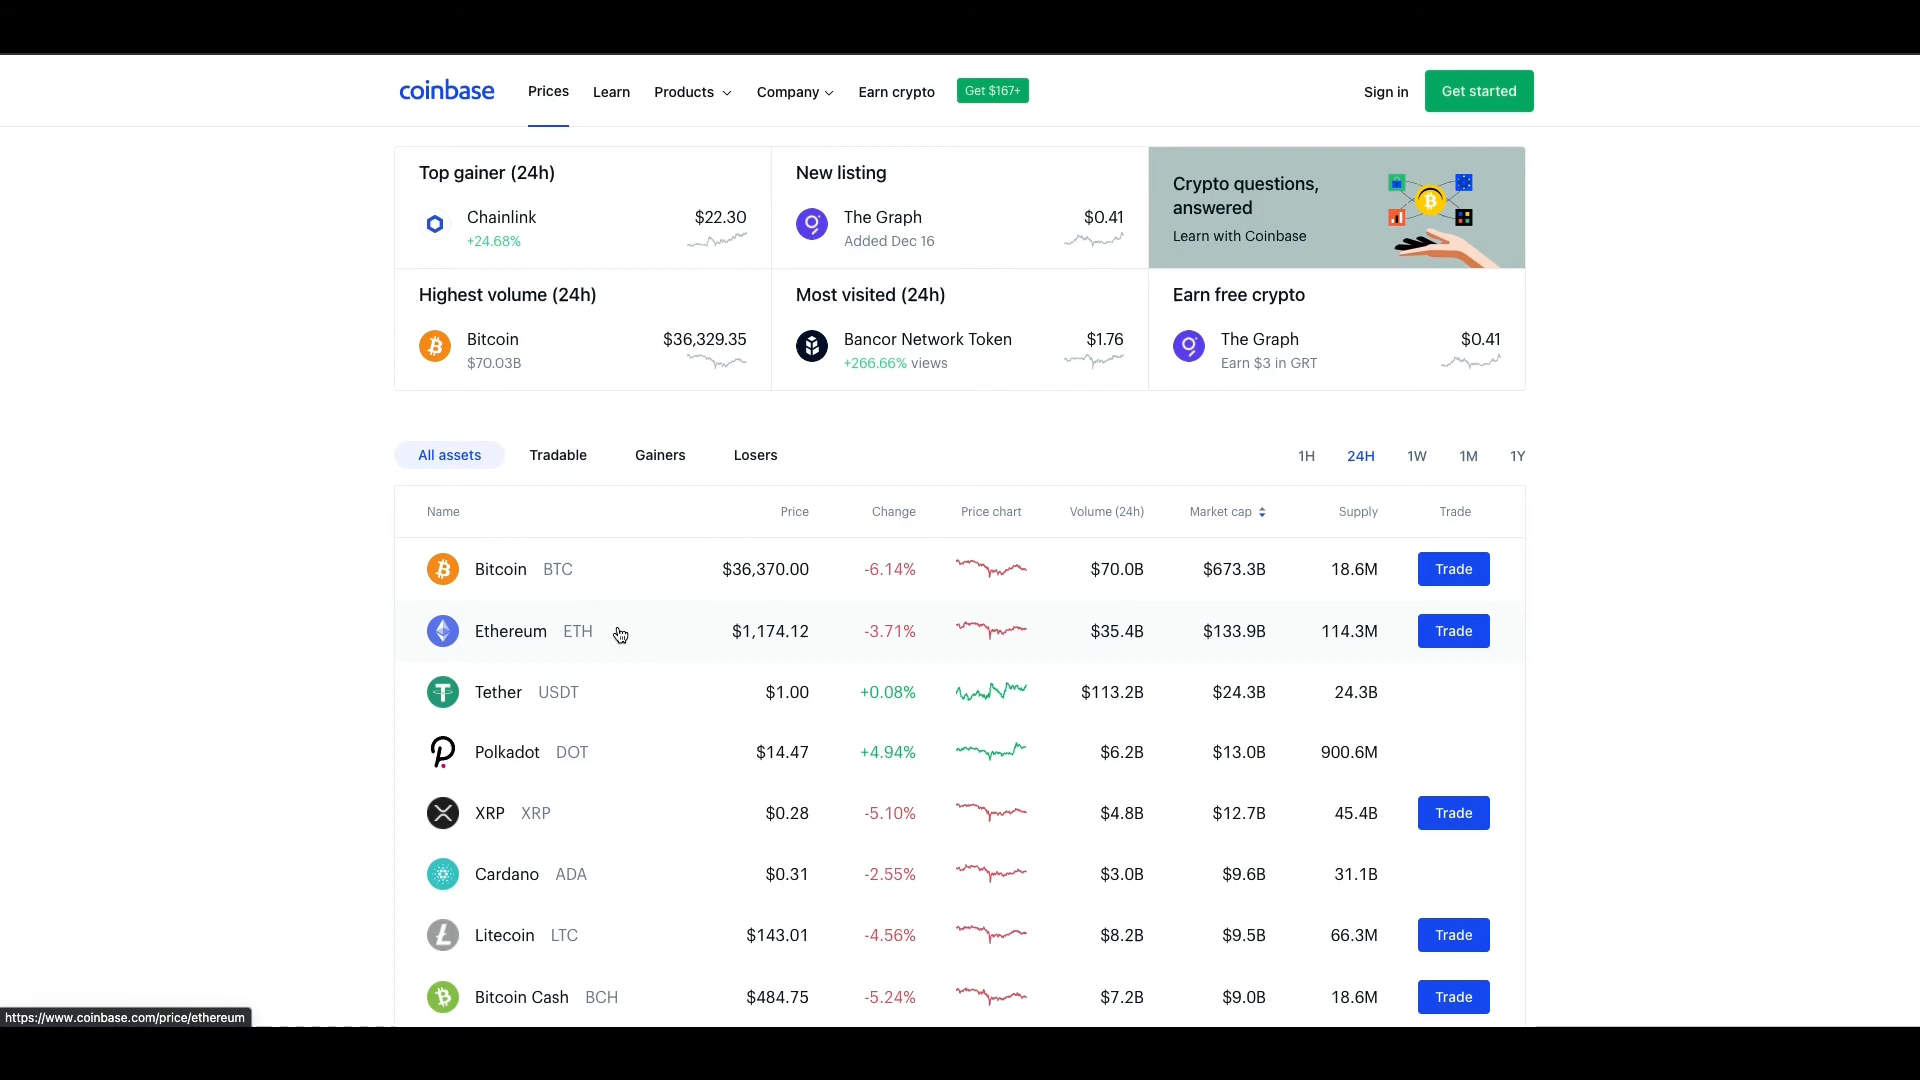 coinbase Prices Learn Products Company Earn crypto Get $167+ Sign in Get started
Top gainer (24h)
Chainlink $22.30
+24.68%
New listing
The Graph $0.41
Added Dec 16
Crypto questions,
answered
Learn with Coinbase
Highest volume (24h)
Bitcoin $36,329.35
$70.03B
Most visited (24h)
Bancor Network Token $1.76
+266.66% views
Earn free crypto
The Graph $0.41
Earn $3 in GRT
All assets Tradable Gainers Losers 1H 24H 1W 1M 1Y
Name Price Change Price chart Volume (24h) Market cap Supply Trade
Bitcoin BTC $36,370.00 -6.14% $70.0B $673.3B 18.6M Trade
Ethereum ETH $1,174.12 -3.71% $35.4B $133.9B 114.3M Trade
Tether USDT $1.00 +0.08% $113.2B $24.3B 24.3B
Polkadot DOT $14.47 +4.94% $6.2B $13.0B 900.6M
XRP XRP $0.28 -5.10% $4.8B $12.7B 45.4B Trade
Cardano ADA $0.31 -2.55% $3.0B $9.6B 31.1B
Litecoin LTC $143.01 -4.56% $8.2B $9.5B 66.3M Trade
Bitcoin Cash BCH $484.75 -5.24% $7.2B $9.0B 18.6M Trade
https://www.coinbase.com/price/ethereum